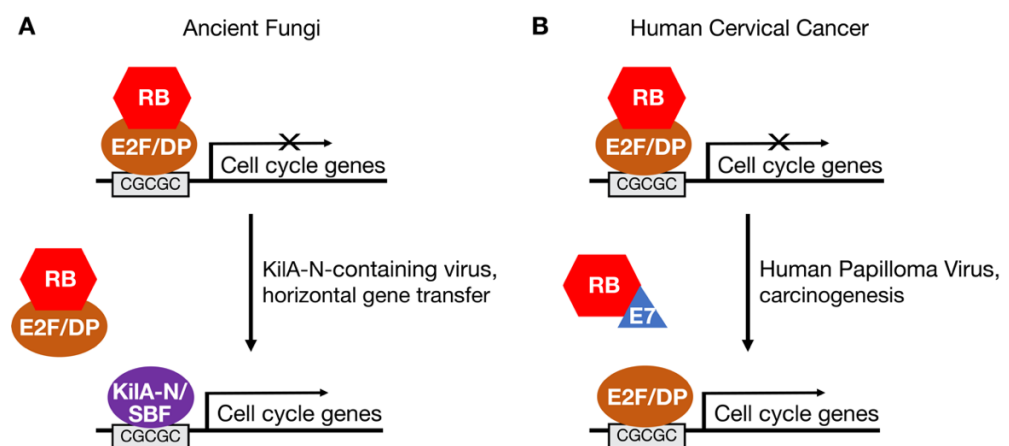 A
Ancient Fungi
RB
E2F/DP
Cell cycle genes
CGCGC
KilA-N-containing virus,
horizontal gene transfer
RB
E2F/DP
KilA-N/
SBF
Cell cycle genes
CGCGC
B
Human Cervical Cancer
RB
E2F/DP
Cell cycle genes
CGCGC
Human Papilloma Virus,
carcinogenesis
RB
E7
E2F/DP
Cell cycle genes
CGCGC